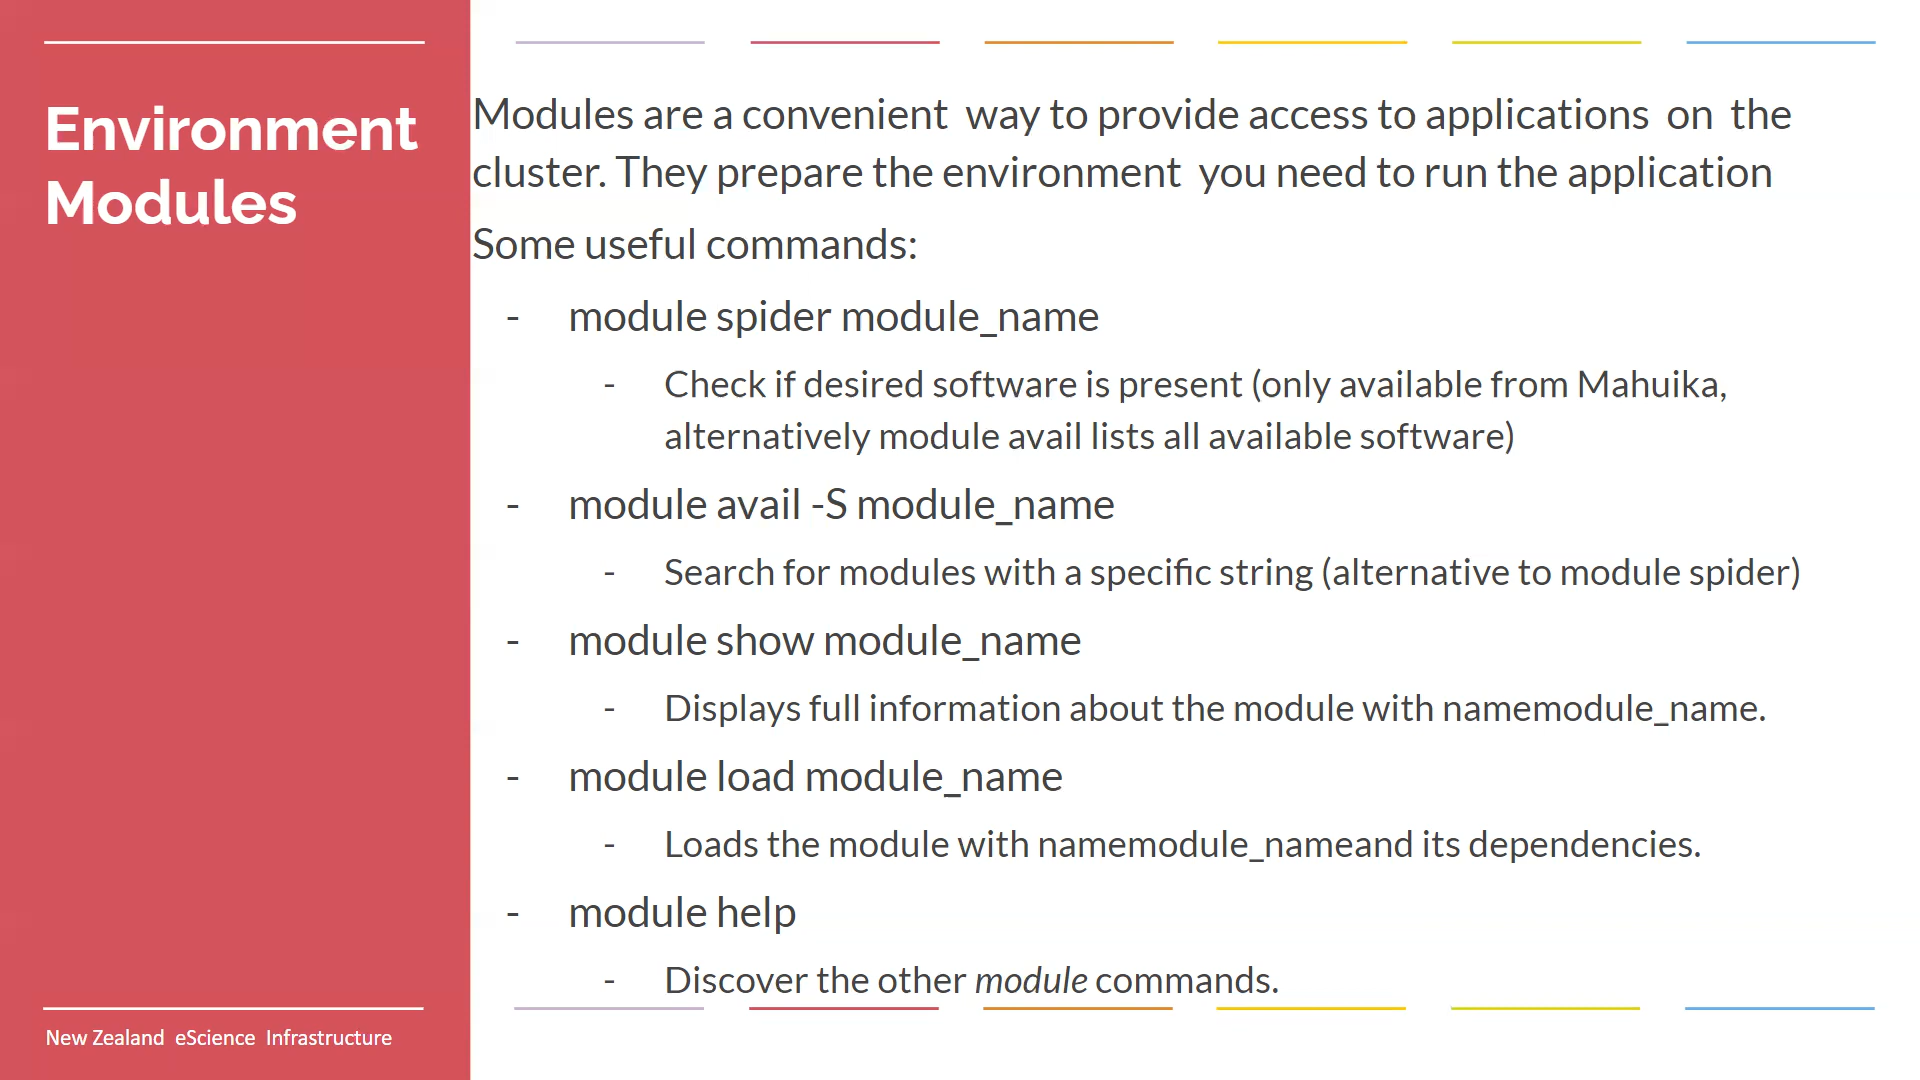 Environment
Modules
Modules are a convenient way to provide access to applications on the
cluster. They prepare the environment you need to run the application
Some useful commands:
- module spider module_name
- Check if desired software is present (only available from Mahuika,
alternatively module avail lists all available software)
- module avail -S module_name
- Search for modules with a specific string (alternative to module spider)
- module show module_name
- Displays full information about the module with namemodule_name.
- module load module_name
- Loads the module with namemodule_nameand its dependencies.
- module help
- Discover the other module commands.
New Zealand eScience Infrastructure